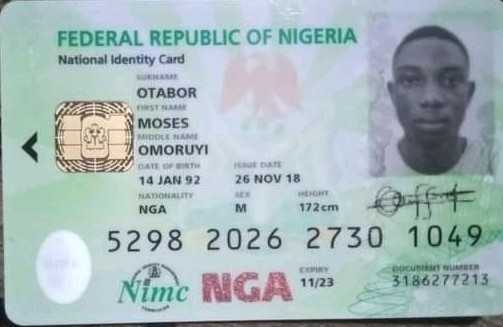 FEDERAL REPUBLIC OF NIGERIA
National Identity Card
SURNAME
OTABOR
FIRST NAME
MOSES
MIDDLE NAME
OMORUYI
DATE OF BIRTH ISSUE DATE
14 JAN 92 26 NOV 18
NATIONALITY SEX HEIGHT
NGA M 172cm
5298 2026 2730 1049
Nimc NGA EXPIRY DOCUMENT NUMBER
11/23 3186277213